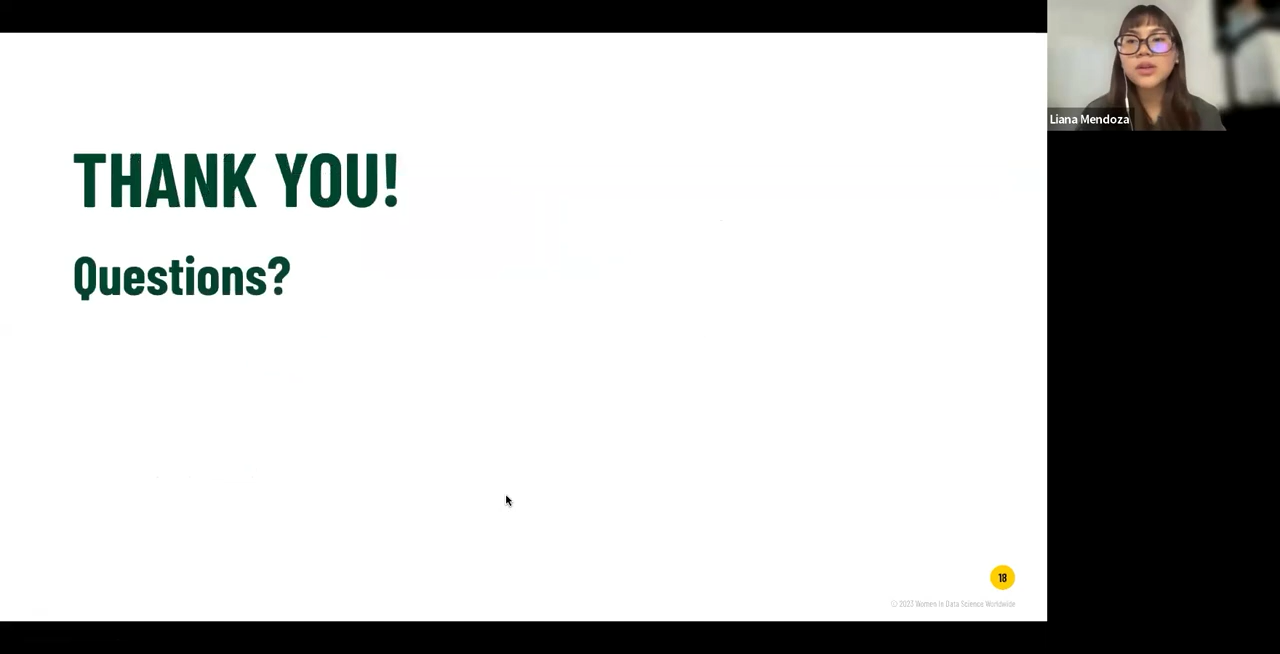 THANK YOU!
Questions?
Liana Mendoza
18
© 2023 Women in Data Science Worldwide